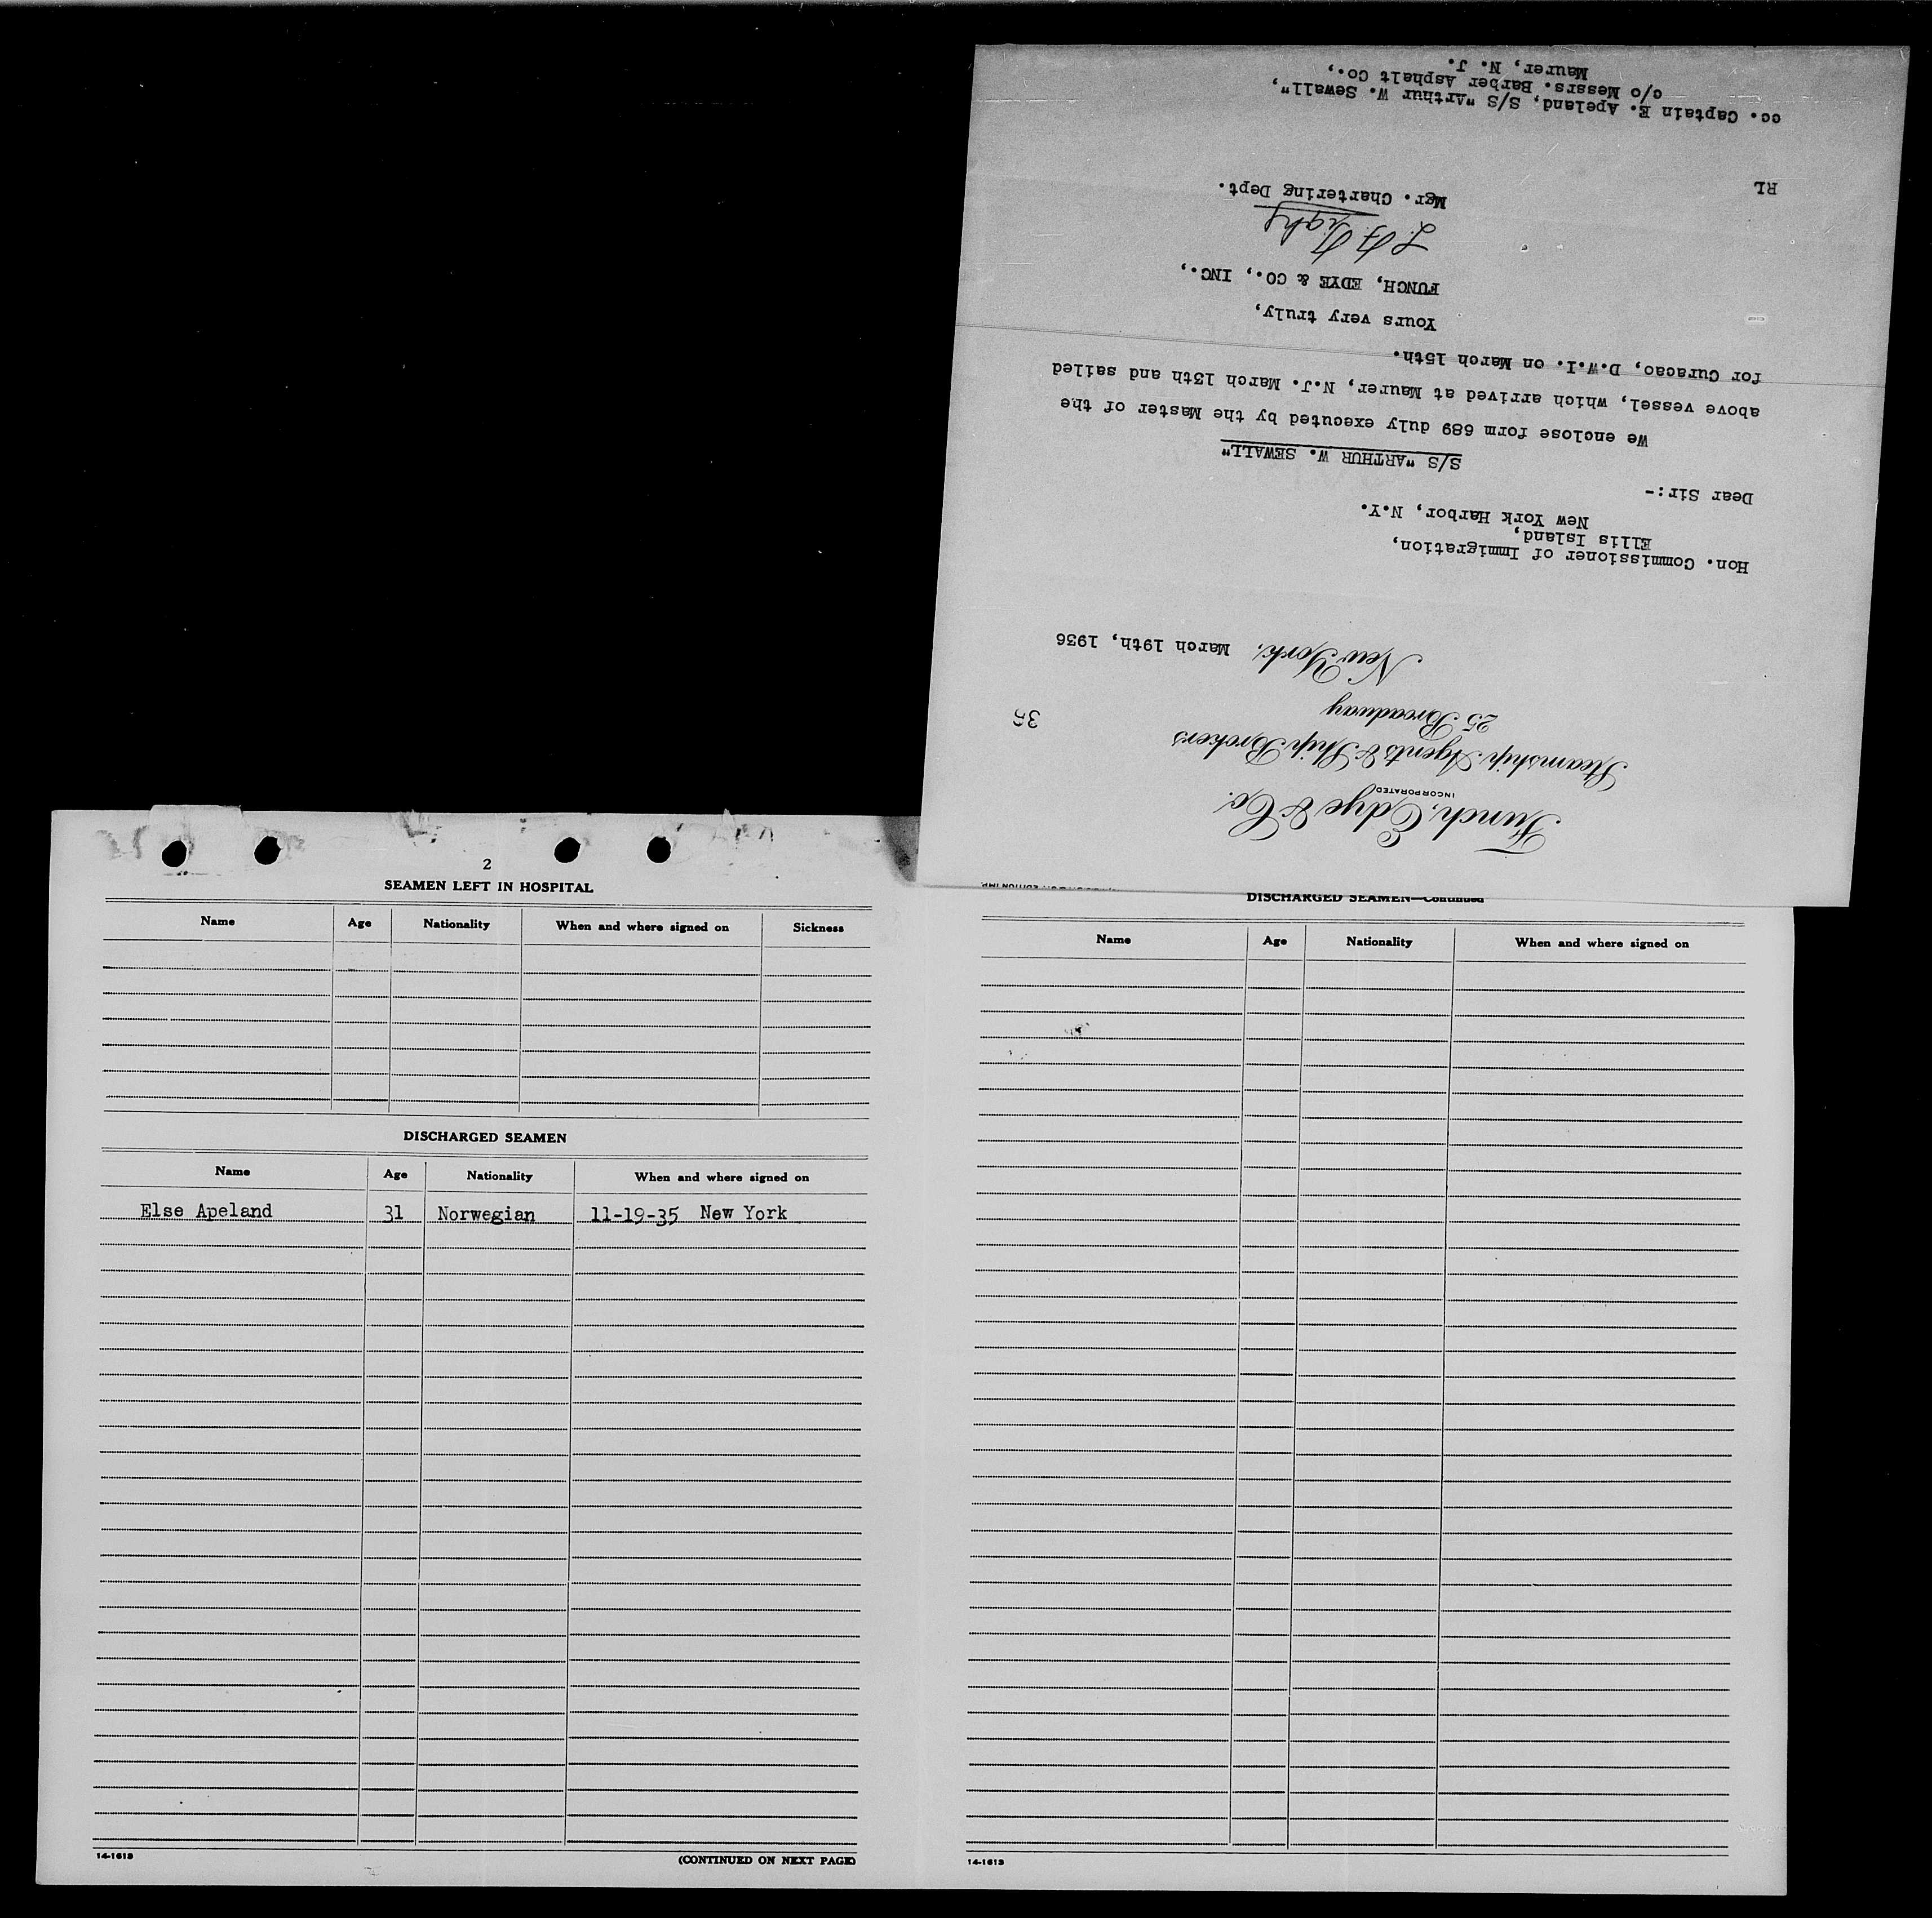 Funch, Edye & Co.
INCORPORATED
Steamship Agents & Ship Brokers
25 Broadway
36
New York, March 19th, 1936
Hon. Commissioner of Immigration,
Ellis Island,
New York Harbor, N.Y.
Dear Sir:-
S/S "ARTHUR W. SEWALL"
We enclose form 689 duly executed by the Master of the
above vessel, which arrived at Maurer, N.J. March 13th and sailed
for Curacao, D.W.I. on March 15th.
Yours very truly,
FUNCH, EDYE & CO., INC.,
Mgr. Chartering Dept.
RL
cc. Captain E. Apeland, S/S "Arthur W. Sewall",
c/o Messrs. Barber Asphalt Co.,
Maurer, N. J.
2
SEAMEN LEFT IN HOSPITAL
Name Age Nationality When and where signed on Sickness
DISCHARGED SEAMEN
Name Age Nationality When and where signed on
Else Apeland 31 Norwegian 11-19-35 New York
14-1613
(CONTINUED ON NEXT PAGE)
DISCHARGED SEAMEN—Continued
Name Age Nationality When and where signed on
14-1613